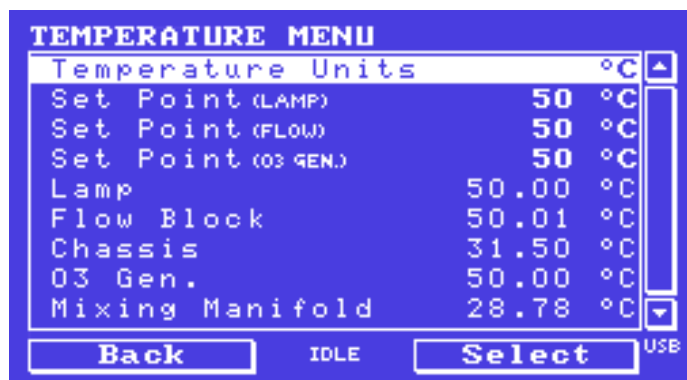 TEMPERATURE MENU
Temperature Units °C
Set Point (LAMP) 50 °C
Set Point (FLOW) 50 °C
Set Point (O3 GEN.) 50 °C
Lamp 50.00 °C
Flow Block 50.01 °C
Chassis 31.50 °C
O3 Gen. 50.00 °C
Mixing Manifold 28.78 °C
Back IDLE Select USB